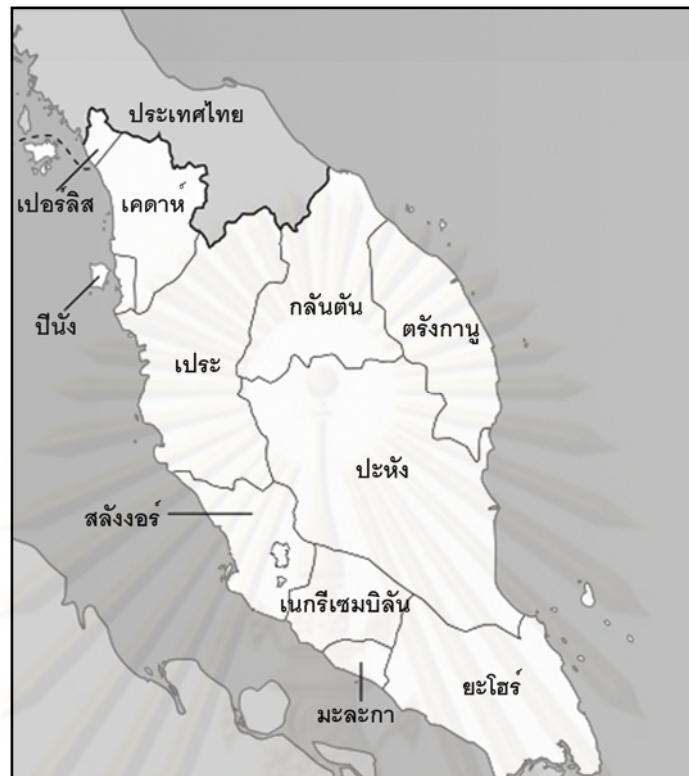 ประเทศไทย
เปอร์ลิส
เคดาห์
ปีนัง
กลันตัน
ตรังกานู
เประ
ปะหัง
สลังงอร์
เนกรีเซมบิลัน
ยะโฮร์
มะละกา